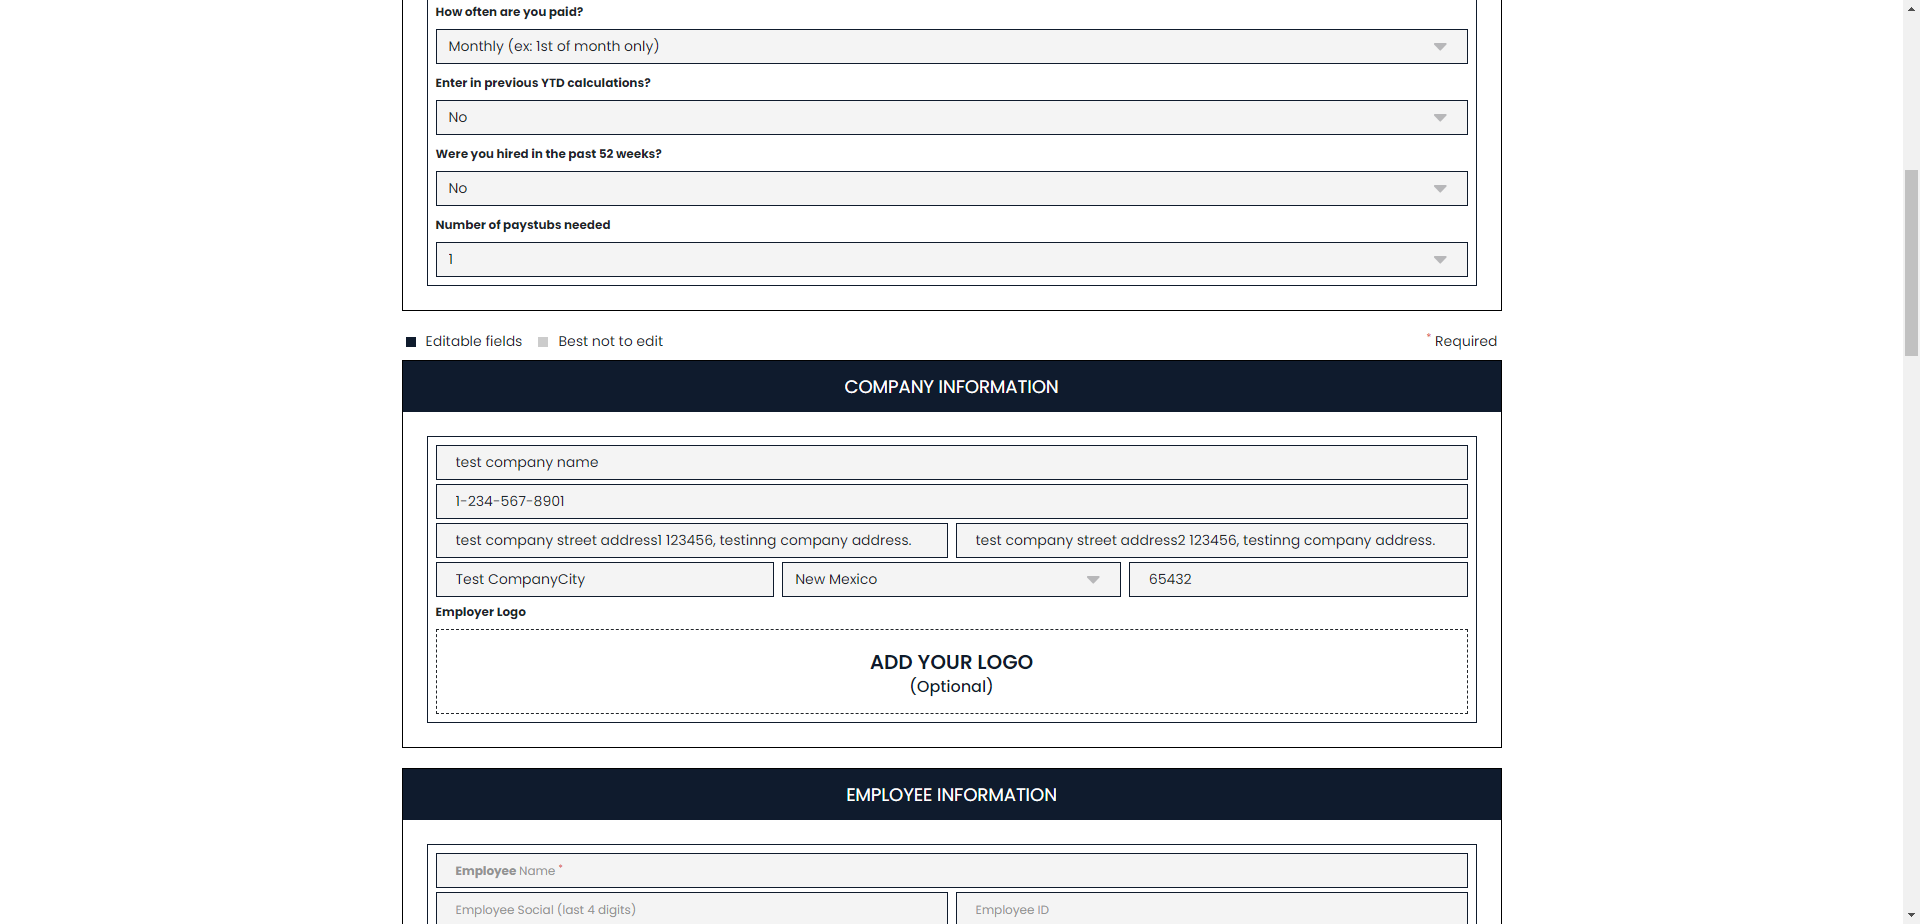 How often are you paid?
Monthly (ex: 1st of month only)
Enter in previous YTD calculations?
No
Were you hired in the past 52 weeks?
No
Number of paystubs needed
1
Editable fields Best not to edit * Required
COMPANY INFORMATION
test company name
1-234-567-8901
test company street address1 123456, testinng company address. test company street address2 123456, testinng company address.
Test CompanyCity New Mexico 65432
Employer Logo
ADD YOUR LOGO
(Optional)
EMPLOYEE INFORMATION
Employee Name *
Employee Social (last 4 digits) Employee ID